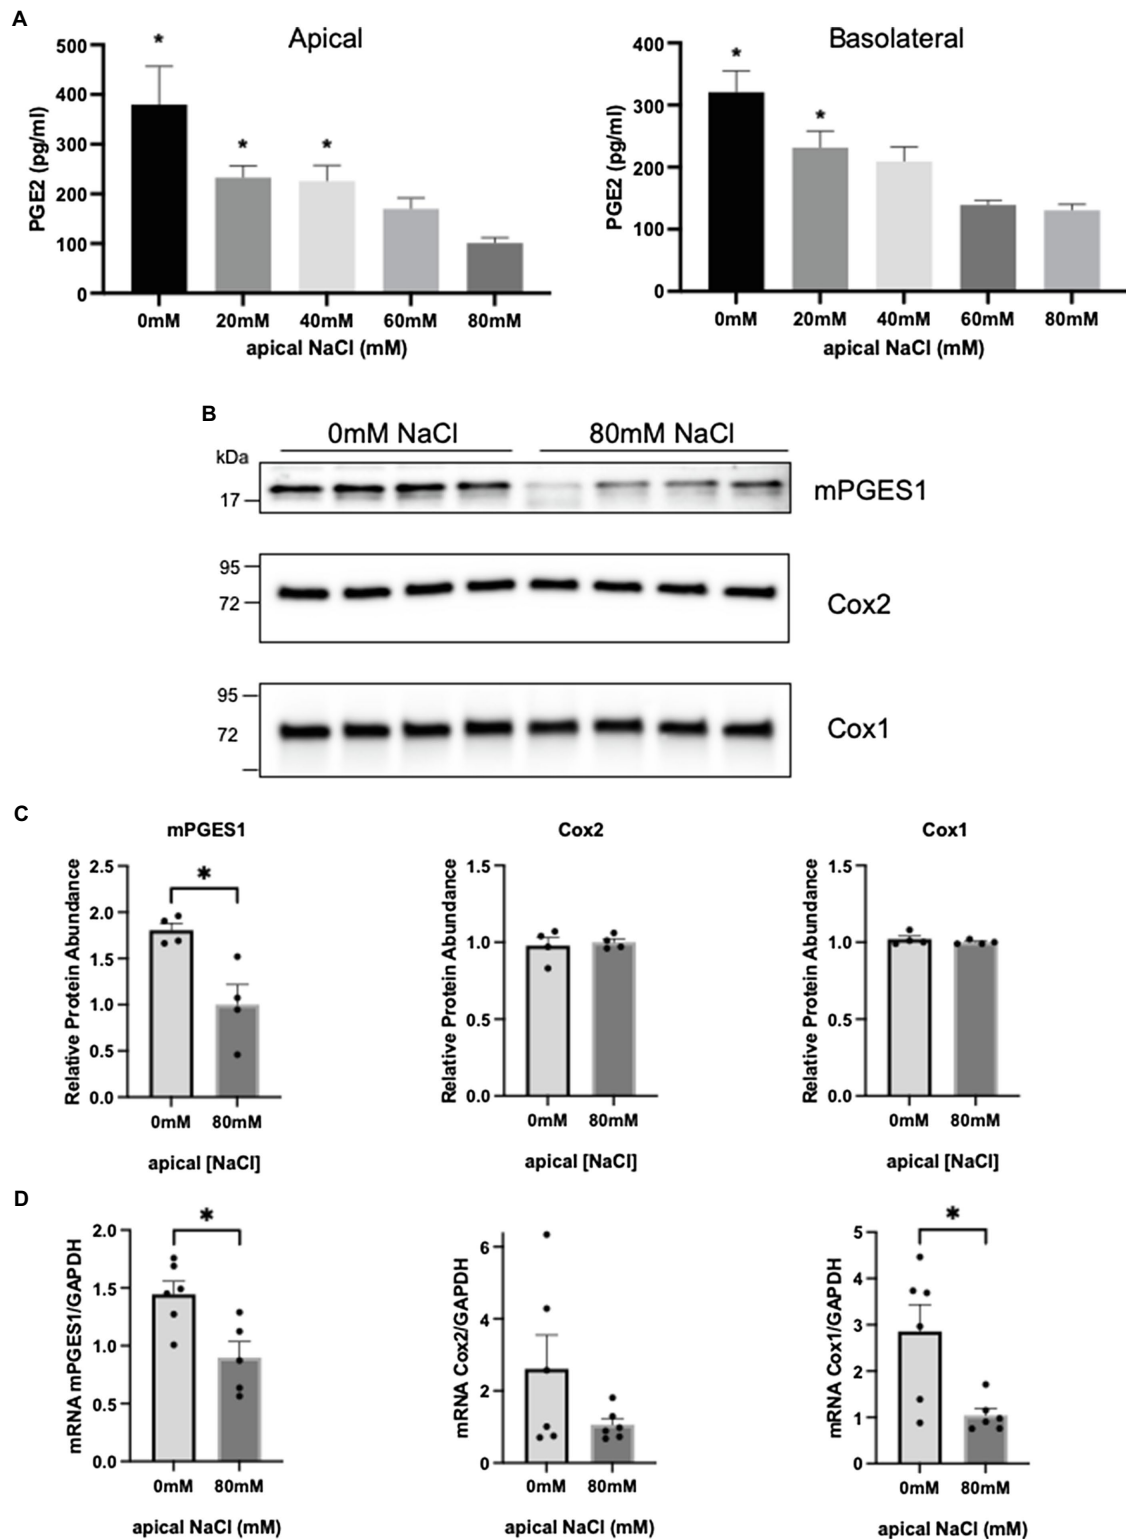 A
Apical
Basolateral
500
400
300
200
100
0
PGE2 (pg/ml)
*
*
*
0mM 20mM 40mM 60mM 80mM
apical NaCl (mM)
400
300
200
100
0
PGE2 (pg/ml)
*
*
0mM 20mM 40mM 60mM 80mM
apical NaCl (mM)
B
0mM NaCl 80mM NaCl
kDa
17
mPGES1
95
72
Cox2
95
72
Cox1
C
mPGES1
Relative Protein Abundance
2.5
2.0
1.5
1.0
0.5
0.0
*
0mM 80mM
apical [NaCl]
Cox2
Relative Protein Abundance
1.5
1.0
0.5
0.0
0mM 80mM
apical [NaCl]
Cox1
Relative Protein Abundance
1.5
1.0
0.5
0.0
0mM 80mM
apical [NaCl]
D
mRNA mPGES1/GAPDH
2.0
1.5
1.0
0.5
0.0
*
0mM 80mM
apical NaCl (mM)
mRNA Cox2/GAPDH
6
4
2
0
0mM 80mM
apical NaCl (mM)
mRNA Cox1/GAPDH
5
4
3
2
1
0
*
0mM 80mM
apical NaCl (mM)